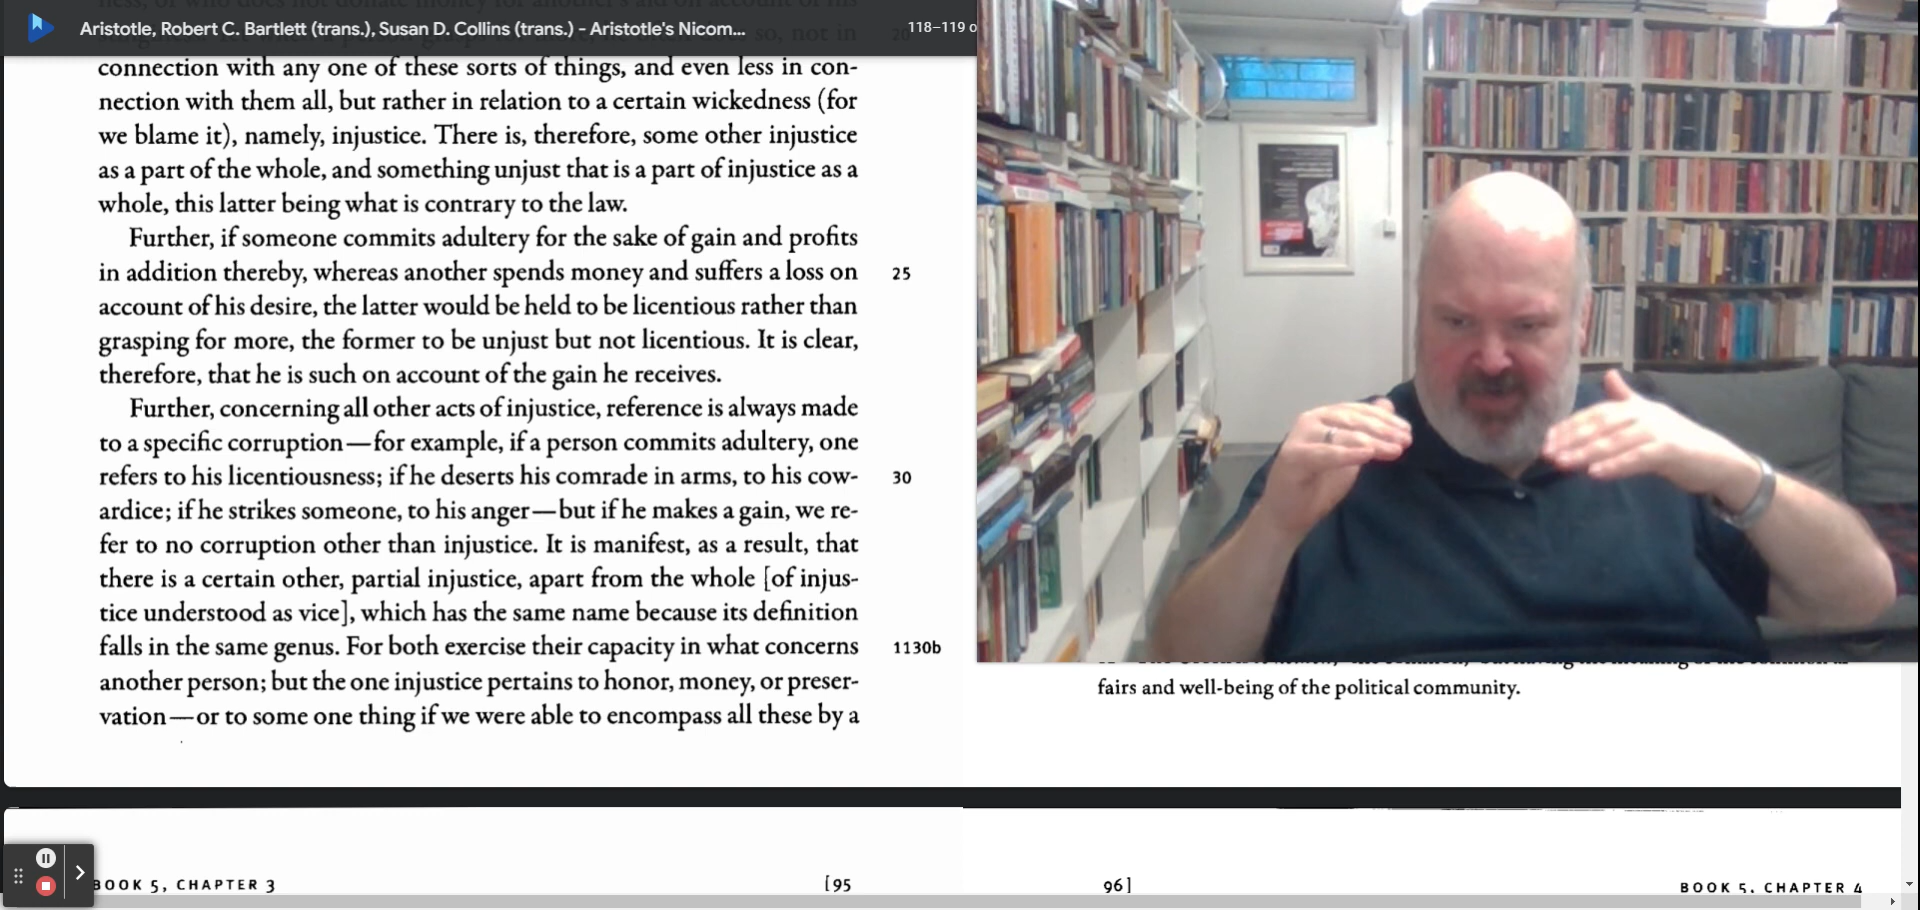 Aristotle, Robert C. Bartlett (trans.), Susan D. Collins (trans.) - Aristotle's Nicom...
118–119 o
so, not in
20
connection with any one of these sorts of things, and even less in con-
nection with them all, but rather in relation to a certain wickedness (for
we blame it), namely, injustice. There is, therefore, some other injustice
as a part of the whole, and something unjust that is a part of injustice as a
whole, this latter being what is contrary to the law.
Further, if someone commits adultery for the sake of gain and profits
in addition thereby, whereas another spends money and suffers a loss on
25
account of his desire, the latter would be held to be licentious rather than
grasping for more, the former to be unjust but not licentious. It is clear,
therefore, that he is such on account of the gain he receives.
Further, concerning all other acts of injustice, reference is always made
to a specific corruption—for example, if a person commits adultery, one
refers to his licentiousness; if he deserts his comrade in arms, to his cow-
30
ardice; if he strikes someone, to his anger—but if he makes a gain, we re-
fer to no corruption other than injustice. It is manifest, as a result, that
there is a certain other, partial injustice, apart from the whole [of injus-
tice understood as vice], which has the same name because its definition
falls in the same genus. For both exercise their capacity in what concerns
1130b
another person; but the one injustice pertains to honor, money, or preser-
vation—or to some one thing if we were able to encompass all these by a
fairs and well-being of the political community.
BOOK 5, CHAPTER 3
[95
96]
BOOK 5, CHAPTER 4